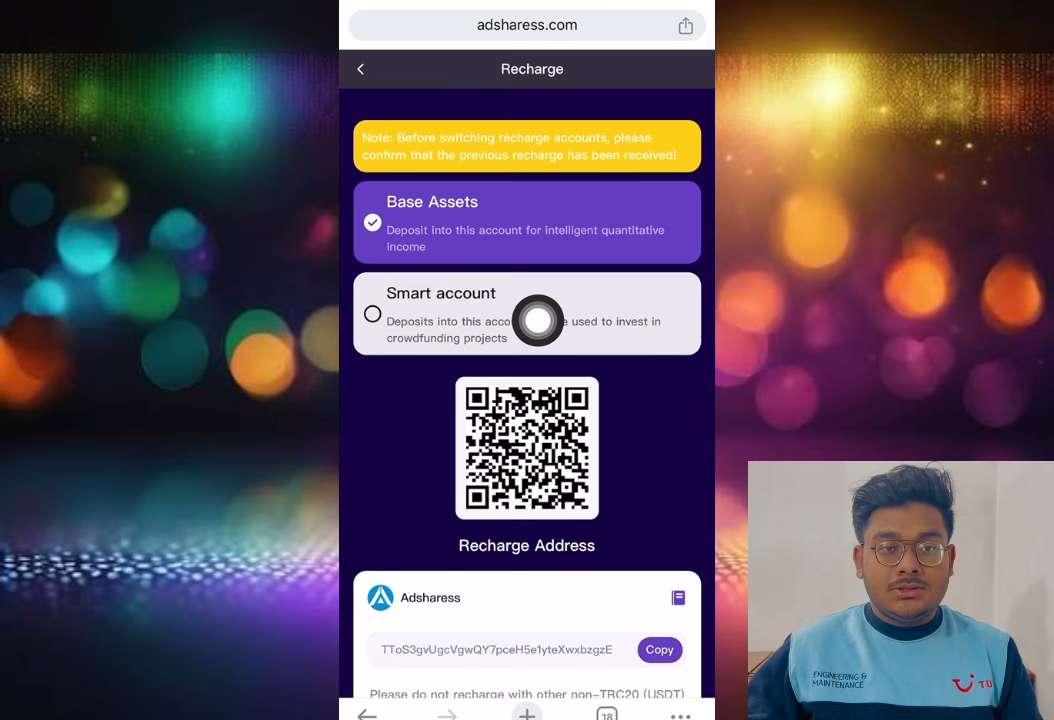 adsharess.com
Recharge
Note: Before switching recharge accounts, please
confirm that the previous recharge has been received!
Base Assets
Deposit into this account for intelligent quantitative
income
Smart account
Deposits into this acco e used to invest in
crowdfunding projects
Recharge Address
Adsharess
TToS3gvUgcVgwQY7pceH5e1yteXwxbzgzE
Copy
Please do not recharge with other non-TRC20 (USDT)
18
ENGINEERING &
MAINTENANCE
TU